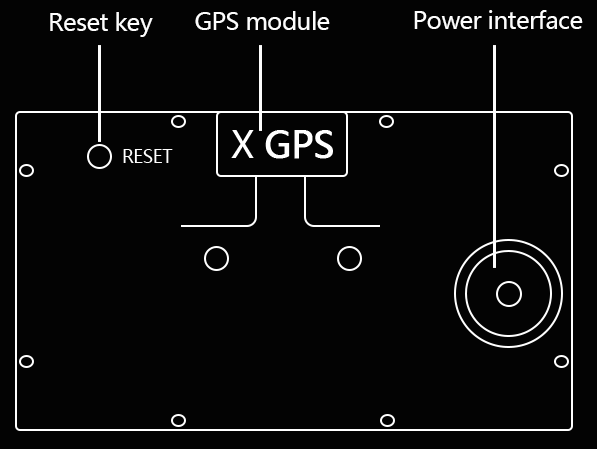 Reset key
GPS module
Power interface
X GPS
RESET